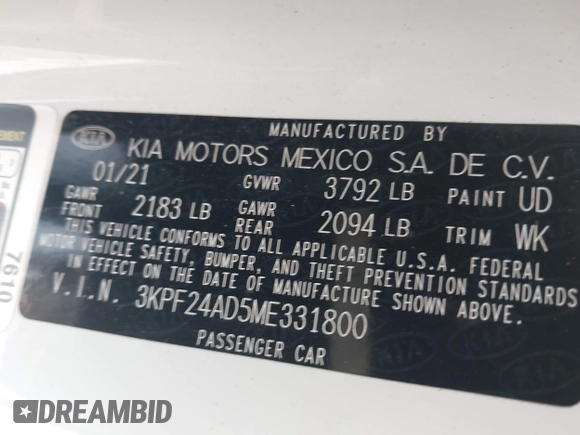 KIA
MANUFACTURED BY
KIA MOTORS MEXICO S.A. DE C.V.
01/21 GVWR 3792 LB PAINT UD
GAWR FRONT 2183 LB GAWR REAR 2094 LB TRIM WK
THIS VEHICLE CONFORMS TO ALL APPLICABLE U.S.A. FEDERAL
MOTOR VEHICLE SAFETY, BUMPER, AND THEFT PREVENTION STANDARDS
IN EFFECT ON THE DATE OF MANUFACTURE SHOWN ABOVE.
V.I.N. 3KPF24AD5ME331800
PASSENGER CAR
7610
DREAMBID